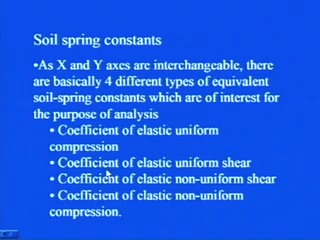 Soil spring constants
•As X and Y axes are interchangeable, there
are basically 4 different types of equivalent
soil-spring constants which are of interest for
the purpose of analysis
• Coefficient of elastic uniform
compression
• Coefficient of elastic uniform shear
• Coefficient of elastic non-uniform shear
• Coefficient of elastic non-uniform
compression.